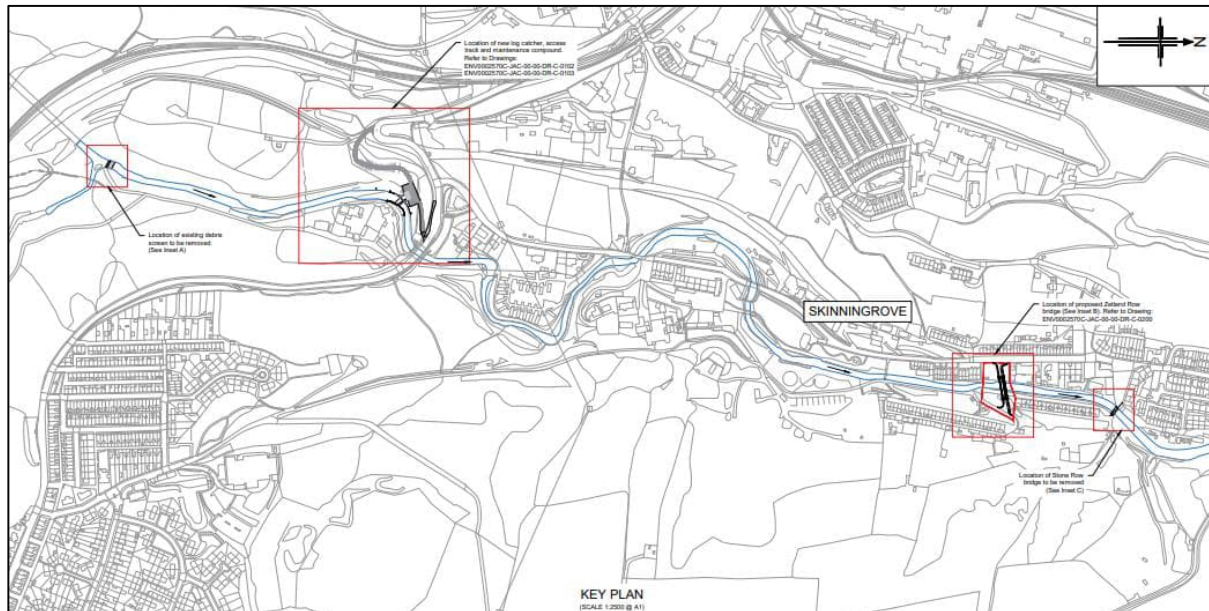 Location of new log catcher, access
track and maintenance compound.
Refer to Drawings:
ENV0002570C-JAC-00-00-DR-C-0102
ENV0002570C-JAC-00-00-DR-C-0103
N
Location of existing debris
screen to be removed
(See Inset A)
SKINNINGROVE
Location of proposed Zetland Row
bridge (See Inset B). Refer to Drawing:
ENV0002570C-JAC-00-00-DR-C-0200
Location of Stone Row
bridge to be removed
(See Inset C)
KEY PLAN
(SCALE 1:2500 @ A1)